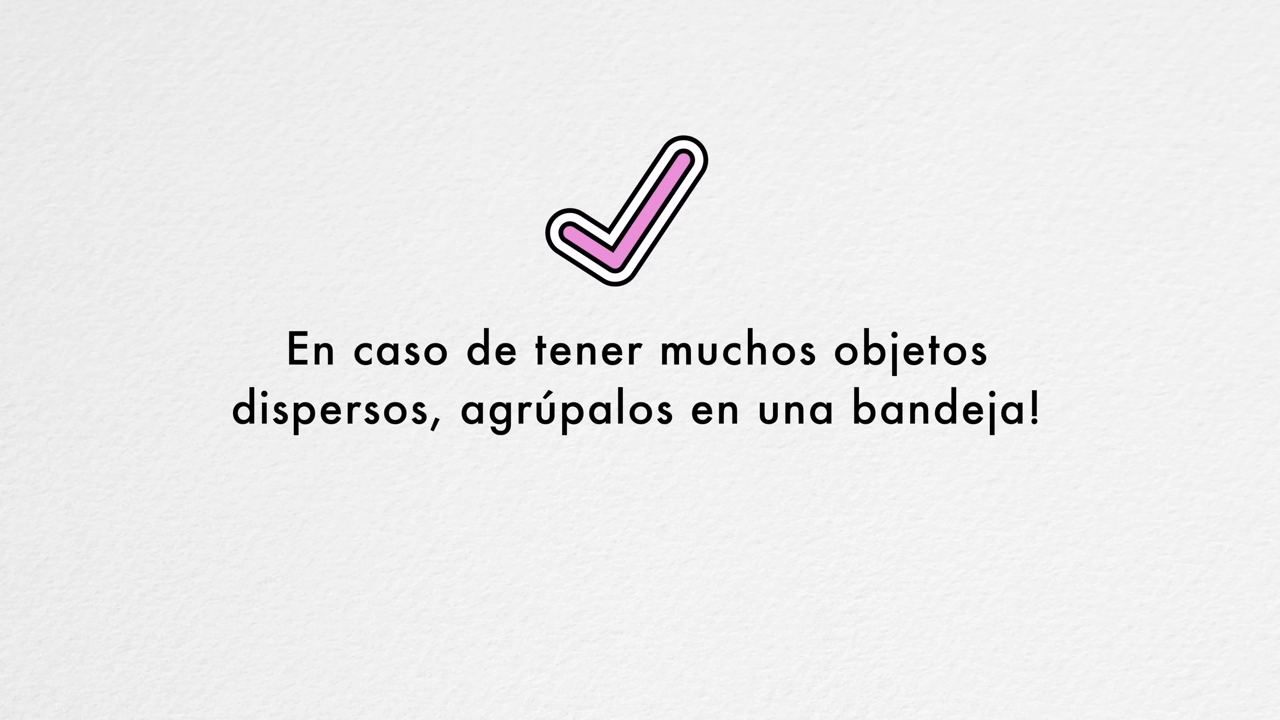 En caso de tener muchos objetos
dispersos, agrúpalos en una bandeja!